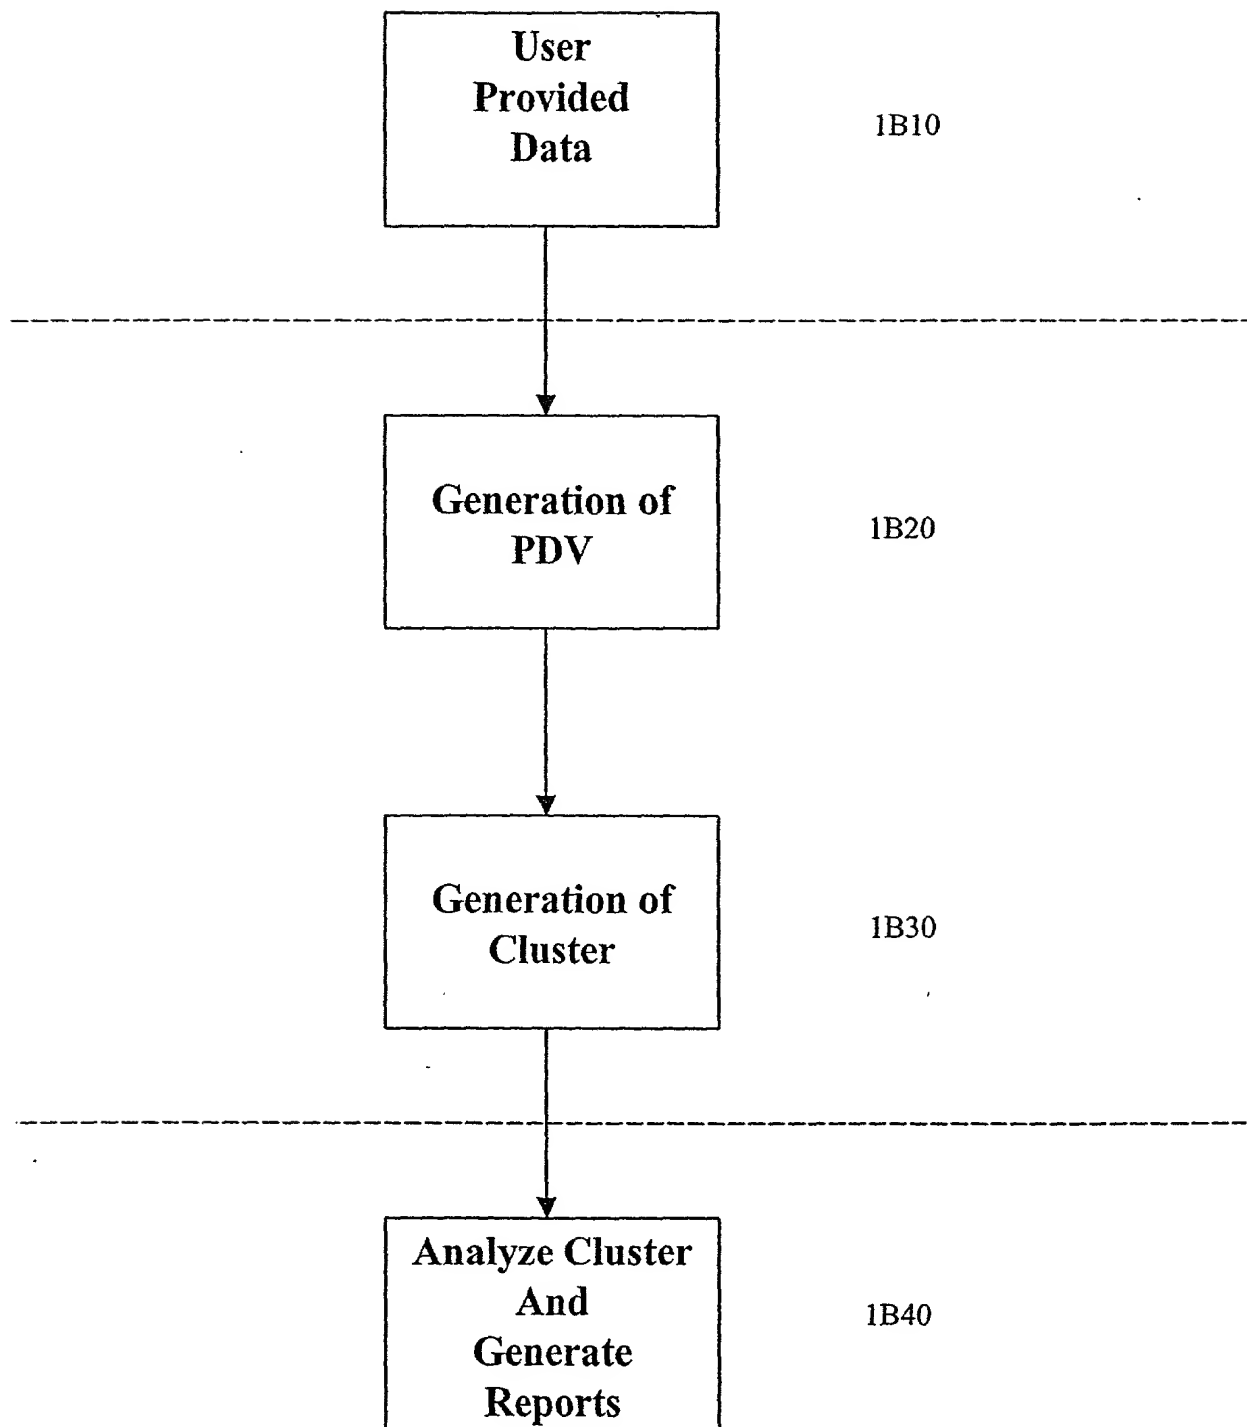 User
Provided
Data
1B10
Generation of
PDV
1B20
Generation of
Cluster
1B30
Analyze Cluster
And
Generate
Reports
1B40